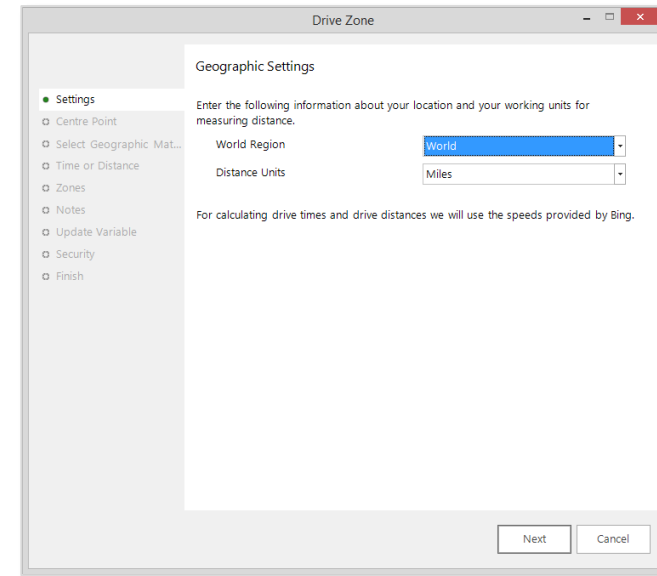 Drive Zone
Geographic Settings
Settings
Centre Point
Select Geographic Mat...
Time or Distance
Zones
Notes
Update Variable
Security
Finish
Enter the following information about your location and your working units for
measuring distance.
World Region
World
Distance Units
Miles
For calculating drive times and drive distances we will use the speeds provided by Bing.
Next
Cancel